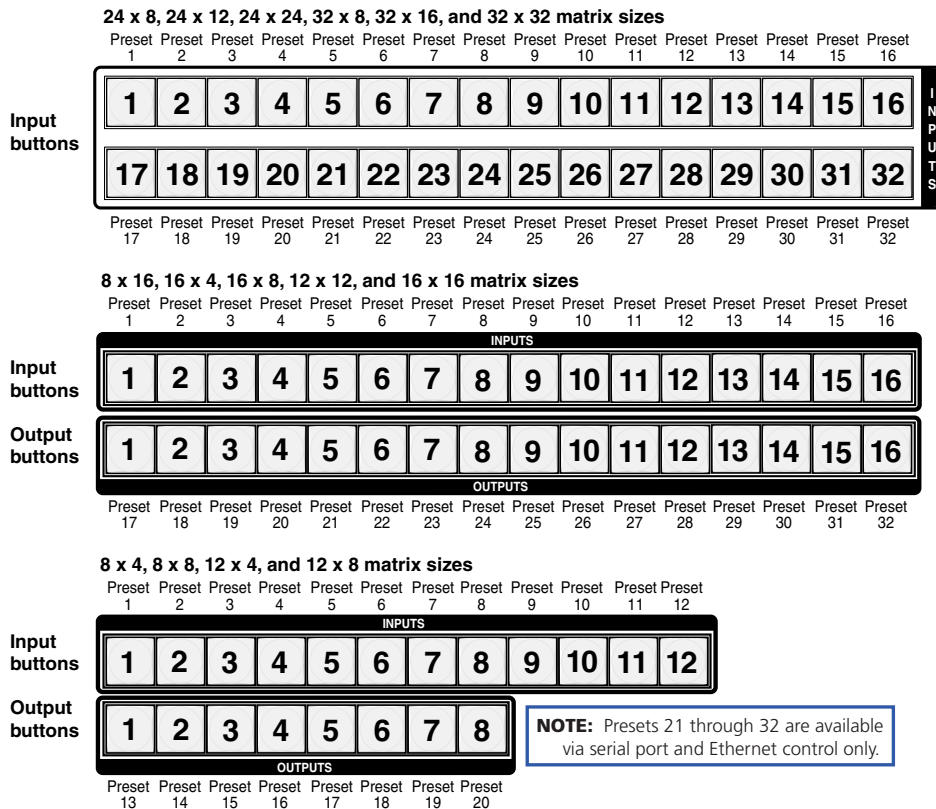 24 x 8, 24 x 12, 24 x 24, 32 x 8, 32 x 16, and 32 x 32 matrix sizes
Preset Preset Preset Preset Preset Preset Preset Preset Preset Preset Preset Preset Preset Preset Preset Preset
1 2 3 4 5 6 7 8 9 10 11 12 13 14 15 16
Input
buttons
1 2 3 4 5 6 7 8 9 10 11 12 13 14 15 16
INPUTS
17 18 19 20 21 22 23 24 25 26 27 28 29 30 31 32
Preset Preset Preset Preset Preset Preset Preset Preset Preset Preset Preset Preset Preset Preset Preset Preset
17 18 19 20 21 22 23 24 25 26 27 28 29 30 31 32
8 x 16, 16 x 4, 16 x 8, 12 x 12, and 16 x 16 matrix sizes
Preset Preset Preset Preset Preset Preset Preset Preset Preset Preset Preset Preset Preset Preset Preset Preset
1 2 3 4 5 6 7 8 9 10 11 12 13 14 15 16
INPUTS
Input
buttons
1 2 3 4 5 6 7 8 9 10 11 12 13 14 15 16
Output
buttons
1 2 3 4 5 6 7 8 9 10 11 12 13 14 15 16
OUTPUTS
Preset Preset Preset Preset Preset Preset Preset Preset Preset Preset Preset Preset Preset Preset Preset Preset
17 18 19 20 21 22 23 24 25 26 27 28 29 30 31 32
8 x 4, 8 x 8, 12 x 4, and 12 x 8 matrix sizes
Preset Preset Preset Preset Preset Preset Preset Preset Preset Preset Preset Preset
1 2 3 4 5 6 7 8 9 10 11 12
INPUTS
Input
buttons
1 2 3 4 5 6 7 8 9 10 11 12
Output
buttons
1 2 3 4 5 6 7 8
OUTPUTS
Preset Preset Preset Preset Preset Preset Preset Preset
13 14 15 16 17 18 19 20
NOTE: Presets 21 through 32 are available
via serial port and Ethernet control only.